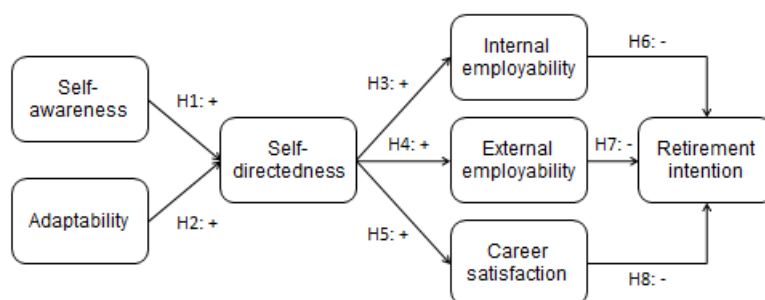 Self-
awareness
Adaptability
H1: +
H2: +
Self-
directedness
H3: +
H4: +
H5: +
Internal
employability
External
employability
Career
satisfaction
H6: -
H7: -
H8: -
Retirement
intention